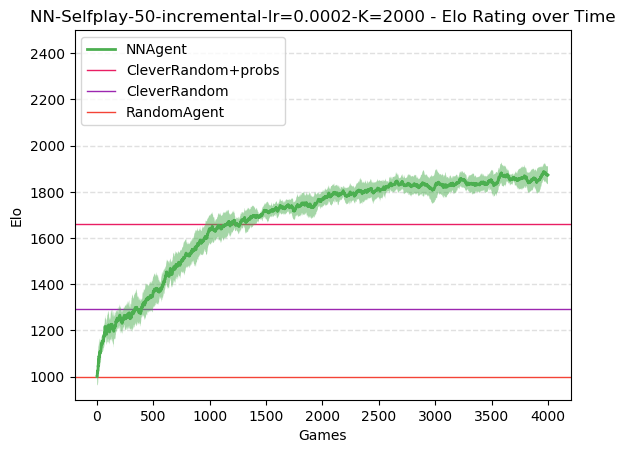 NN-Selfplay-50-incremental-lr=0.0002-K=2000 - Elo Rating over Time
NNAgent
CleverRandom+probs
CleverRandom
RandomAgent
2400
2200
2000
1800
1600
1400
1200
1000
Elo
0 500 1000 1500 2000 2500 3000 3500 4000
Games